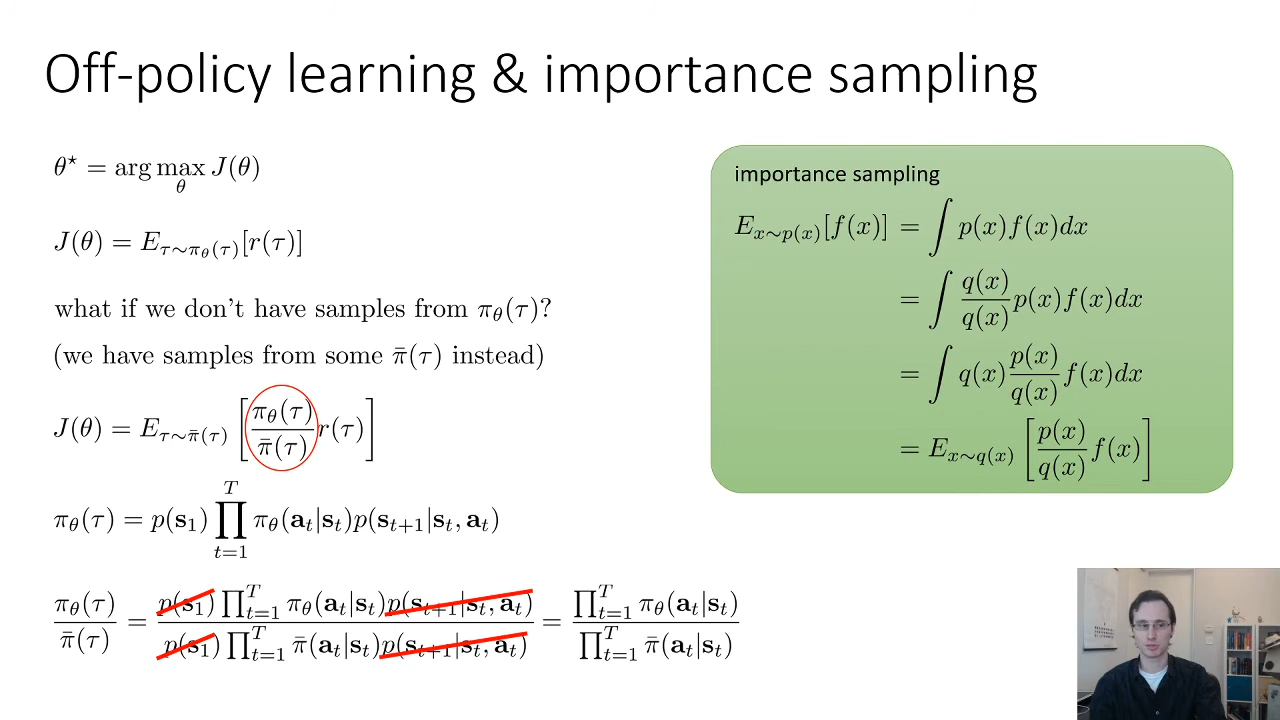 Off-policy learning & importance sampling
θ⋆ = arg max_θ J(θ)
J(θ) = E_{τ∼π_θ(τ)}[r(τ)]
what if we don't have samples from π_θ(τ)?
(we have samples from some π̄(τ) instead)
J(θ) = E_{τ∼π̄(τ)} [ π_θ(τ) / π̄(τ) r(τ) ]
π_θ(τ) = p(s_1) ∏_{t=1}^{T} π_θ(a_t|s_t)p(s_{t+1}|s_t, a_t)
π_θ(τ) / π̄(τ) = p(s_1) ∏_{t=1}^{T} π_θ(a_t|s_t)p(s_{t+1}|s_t, a_t) / p(s_1) ∏_{t=1}^{T} π̄(a_t|s_t)p(s_{t+1}|s_t, a_t) = ∏_{t=1}^{T} π_θ(a_t|s_t) / ∏_{t=1}^{T} π̄(a_t|s_t)
importance sampling
E_{x∼p(x)}[f(x)] = ∫ p(x)f(x)dx
= ∫ q(x)/q(x) p(x)f(x)dx
= ∫ q(x) p(x)/q(x) f(x)dx
= E_{x∼q(x)} [ p(x)/q(x) f(x) ]